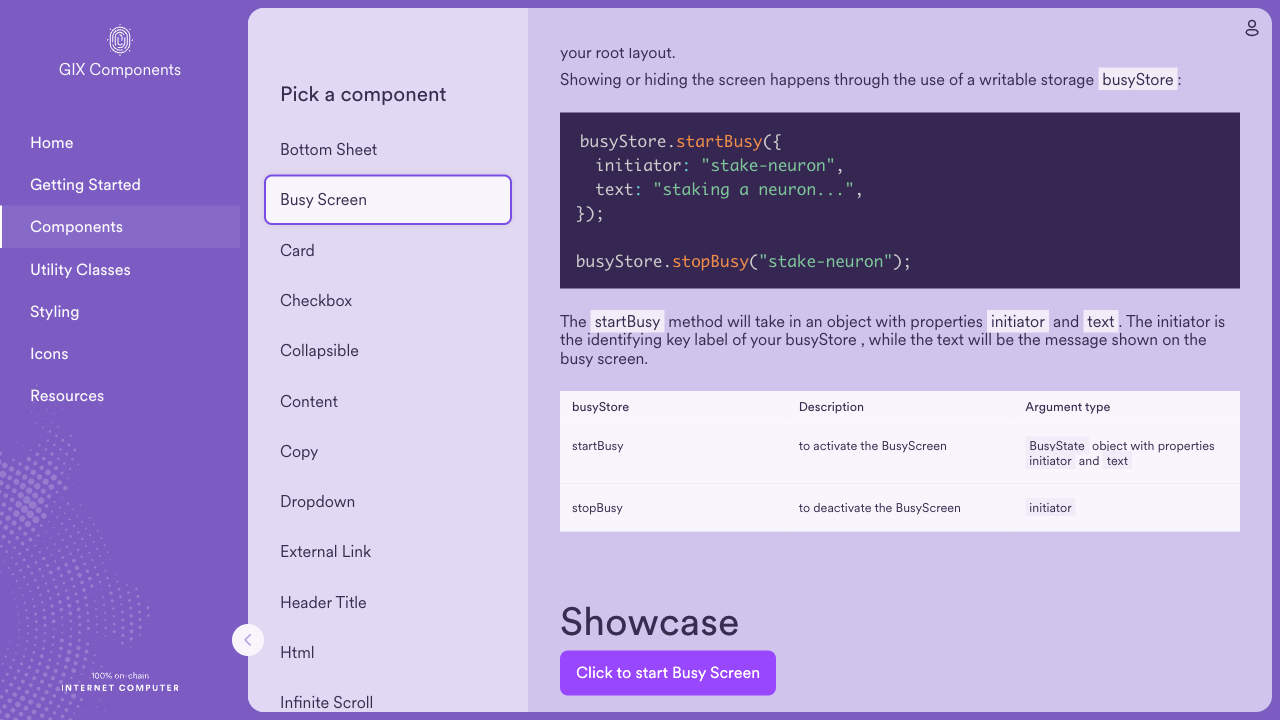 GIX Components
Home
Getting Started
Components
Utility Classes
Styling
Icons
Resources
100% on-chain
INTERNET COMPUTER
Pick a component
Bottom Sheet
Busy Screen
Card
Checkbox
Collapsible
Content
Copy
Dropdown
External Link
Header Title
Html
Infinite Scroll
your root layout.
Showing or hiding the screen happens through the use of a writable storage busyStore:
busyStore.startBusy({
  initiator: "stake-neuron",
  text: "staking a neuron...",
});

busyStore.stopBusy("stake-neuron");
The startBusy method will take in an object with properties initiator and text. The initiator is
the identifying key label of your busyStore , while the text will be the message shown on the
busy screen.
busyStore Description Argument type
startBusy to activate the BusyScreen BusyState object with properties
initiator and text
stopBusy to deactivate the BusyScreen initiator
Showcase
Click to start Busy Screen